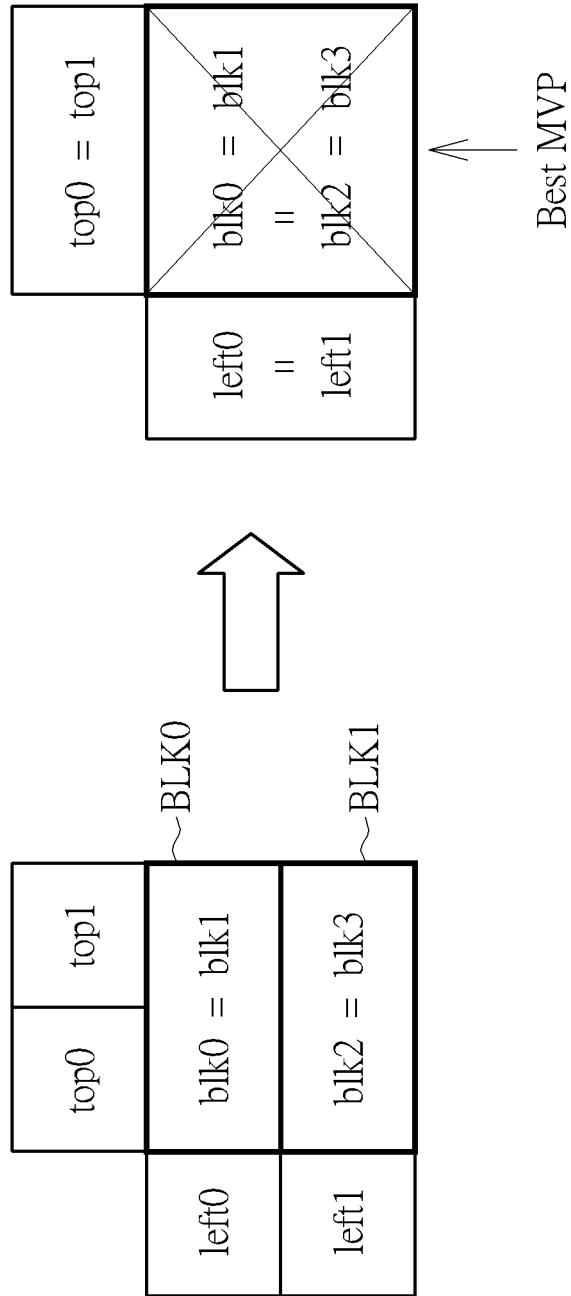 top0
top1
left0
blk0 = blk1
BLK0
left1
blk2 = blk3
BLK1
top0 = top1
left0
=
left1
blk0 = blk1
=
blk2 = blk3
Best MVP